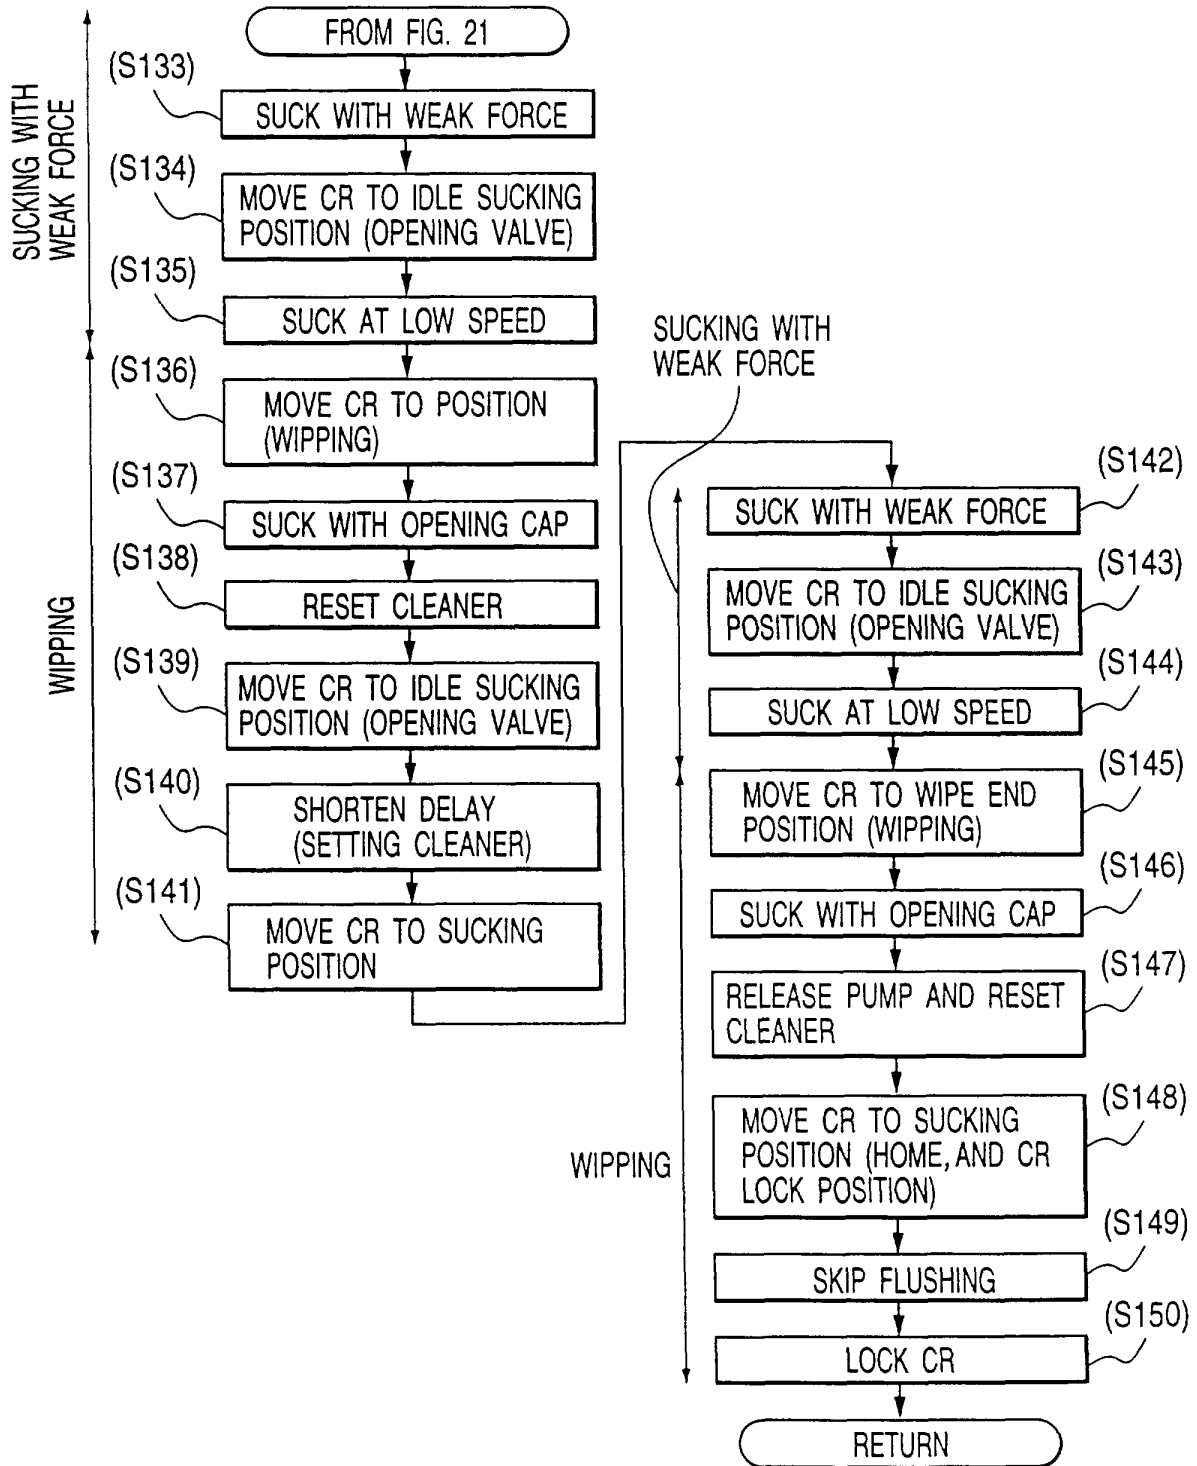 FROM FIG. 21
SUCKING WITH
WEAK FORCE
(S133)
SUCK WITH WEAK FORCE
(S134)
MOVE CR TO IDLE SUCKING
POSITION (OPENING VALVE)
(S135)
SUCK AT LOW SPEED
WIPPING
(S136)
MOVE CR TO POSITION
(WIPPING)
(S137)
SUCK WITH OPENING CAP
(S138)
RESET CLEANER
(S139)
MOVE CR TO IDLE SUCKING
POSITION (OPENING VALVE)
(S140)
SHORTEN DELAY
(SETTING CLEANER)
(S141)
MOVE CR TO SUCKING
POSITION
SUCKING WITH
WEAK FORCE
(S142)
SUCK WITH WEAK FORCE
(S143)
MOVE CR TO IDLE SUCKING
POSITION (OPENING VALVE)
(S144)
SUCK AT LOW SPEED
WIPPING
(S145)
MOVE CR TO WIPE END
POSITION (WIPPING)
(S146)
SUCK WITH OPENING CAP
(S147)
RELEASE PUMP AND RESET
CLEANER
(S148)
MOVE CR TO SUCKING
POSITION (HOME, AND CR
LOCK POSITION)
(S149)
SKIP FLUSHING
(S150)
LOCK CR
RETURN